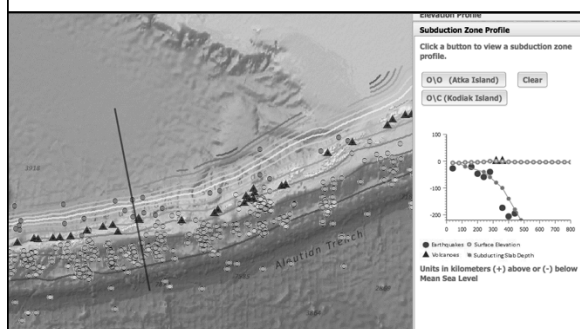 Elevation Profile
Subduction Zone Profile
Click a button to view a subduction zone
profile.
O\O (Atka Island)
Clear
O\C (Kodiak Island)
100
0
-100
-200
0 100 200 300 400 500 600 700 800
Earthquakes
Surface Elevation
Volcanoes
Subducting Slab Depth
Units in kilometers (+) above or (-) below
Mean Sea Level
Aleution Trench